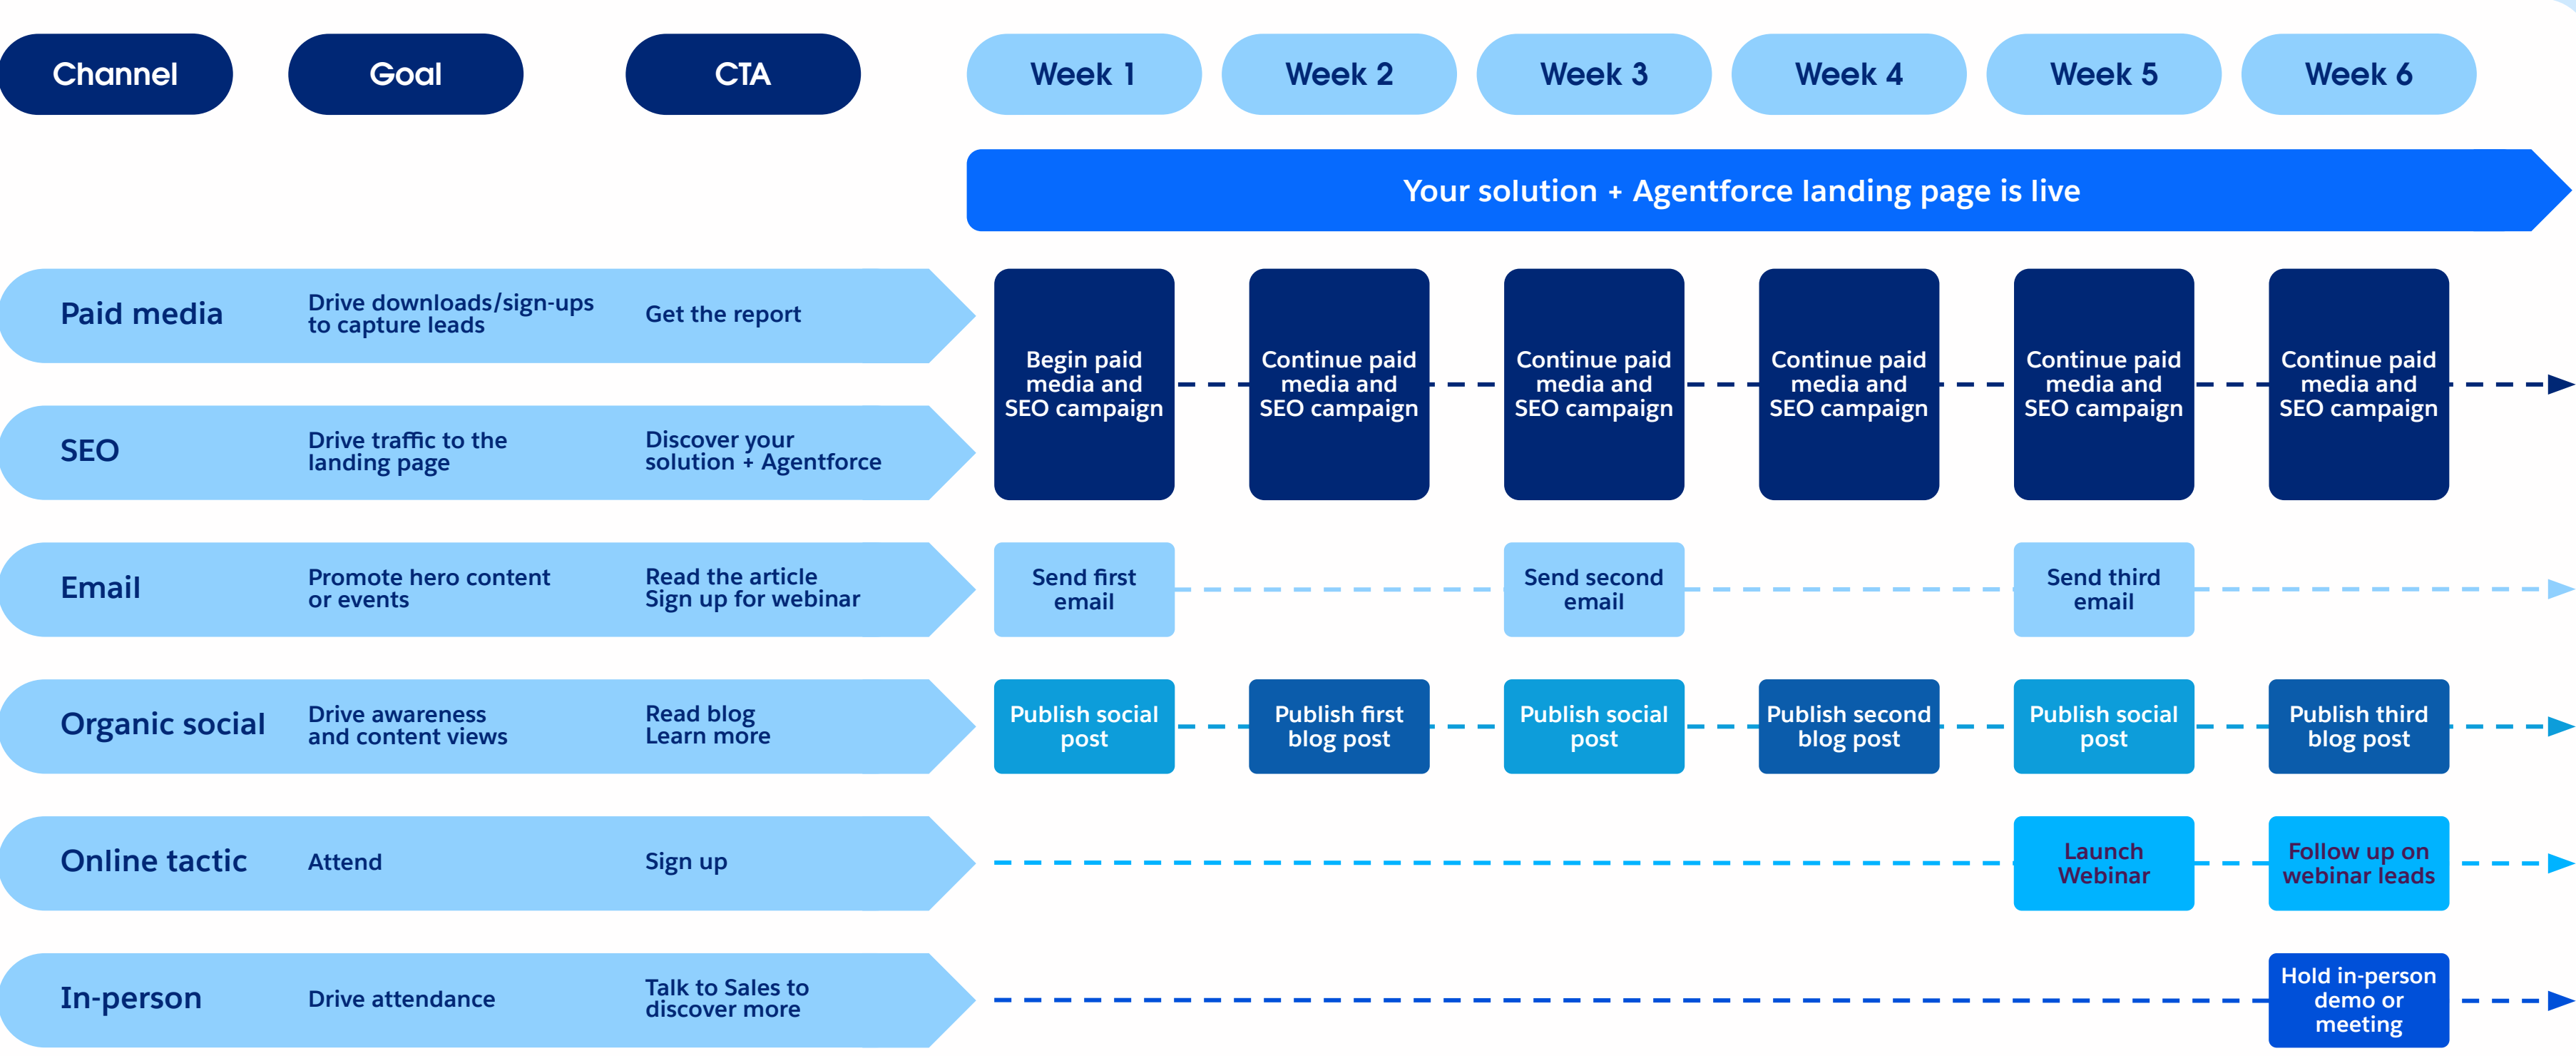 Channel Goal CTA Week 1 Week 2 Week 3 Week 4 Week 5 Week 6
Your solution + Agentforce landing page is live
Paid media
Drive downloads/sign-ups
to capture leads
Get the report
SEO
Drive traffic to the
landing page
Discover your
solution + Agentforce
Begin paid
media and
SEO campaign
Continue paid
media and
SEO campaign
Continue paid
media and
SEO campaign
Continue paid
media and
SEO campaign
Continue paid
media and
SEO campaign
Continue paid
media and
SEO campaign
Email
Promote hero content
or events
Read the article
Sign up for webinar
Send first
email
Send second
email
Send third
email
Organic social
Drive awareness
and content views
Read blog
Learn more
Publish social
post
Publish first
blog post
Publish social
post
Publish second
blog post
Publish social
post
Publish third
blog post
Online tactic
Attend
Sign up
Launch
Webinar
Follow up on
webinar leads
In-person
Drive attendance
Talk to Sales to
discover more
Hold in-person
demo or
meeting